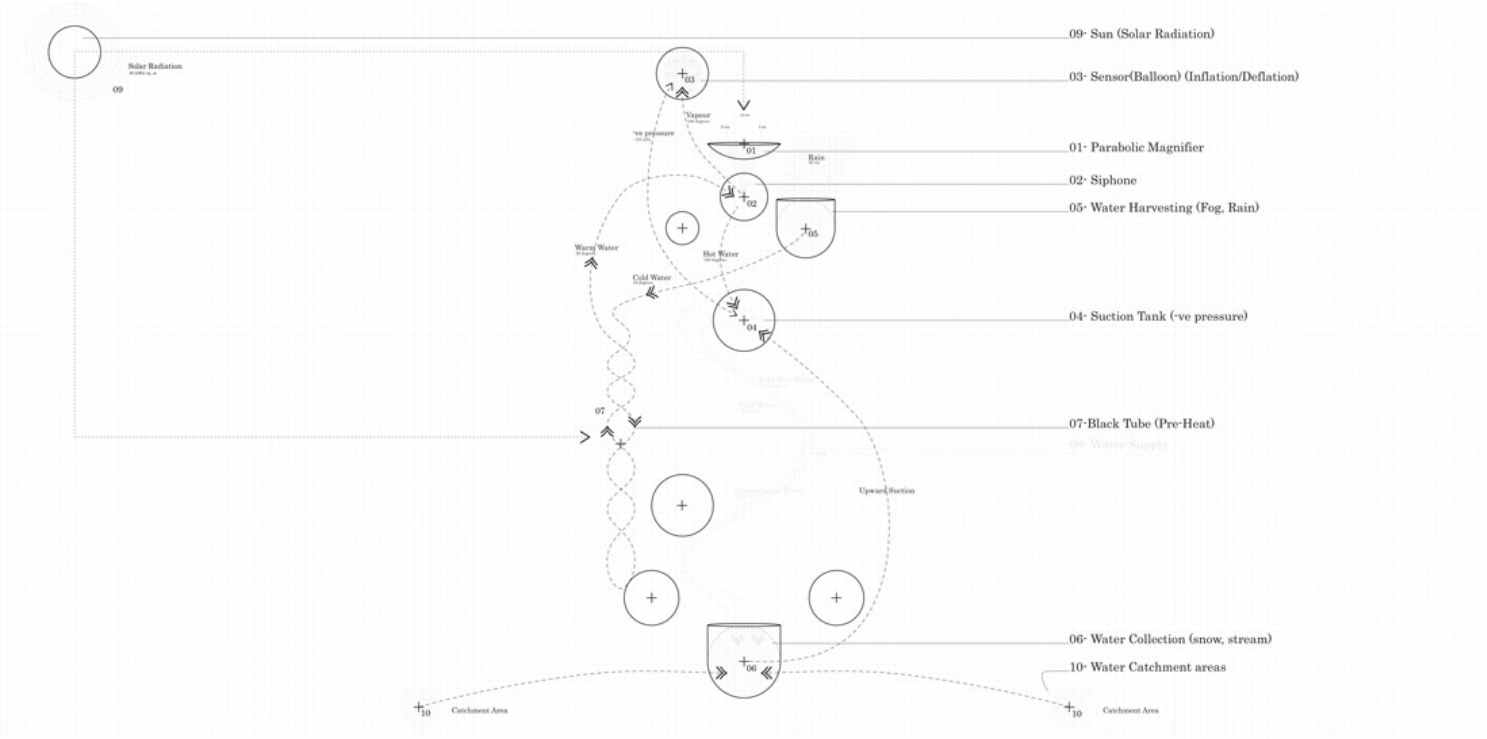 09- Sun (Solar Radiation)
Solar Radiation
09
03- Sensor(Balloon) (Inflation/Deflation)
03
Vapour
-ve pressure
01- Parabolic Magnifier
01
Rain
02- Siphone
02
05- Water Harvesting (Fog, Rain)
05
Warm Water
Hot Water
Cold Water
04- Suction Tank (-ve pressure)
04
07
07-Black Tube (Pre-Heat)
08- Water Supply
Upward Suction
06- Water Collection (snow, stream)
06
10- Water Catchment areas
10
Catchment Area
10
Catchment Area